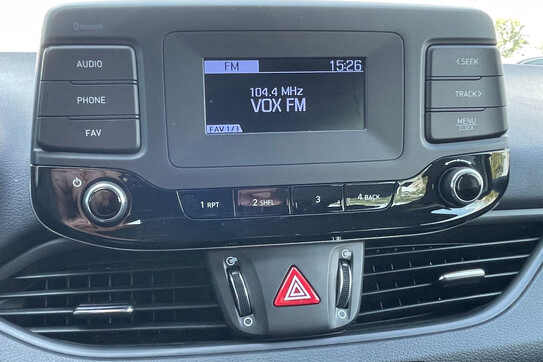 Bluetooth
AUDIO
PHONE
FAV
FM 15:26
104.4 MHz
VOX FM
FAV 1/3
< SEEK
TRACK >
MENU
CLOCK
1 RPT
2 SHFL
3
4 BACK